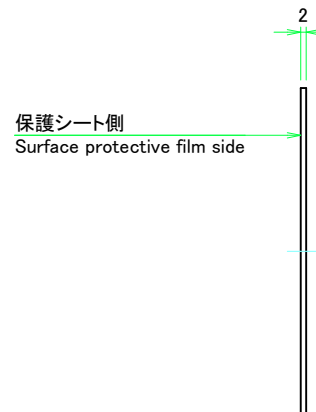 2
保護シート側
Surface protective film side